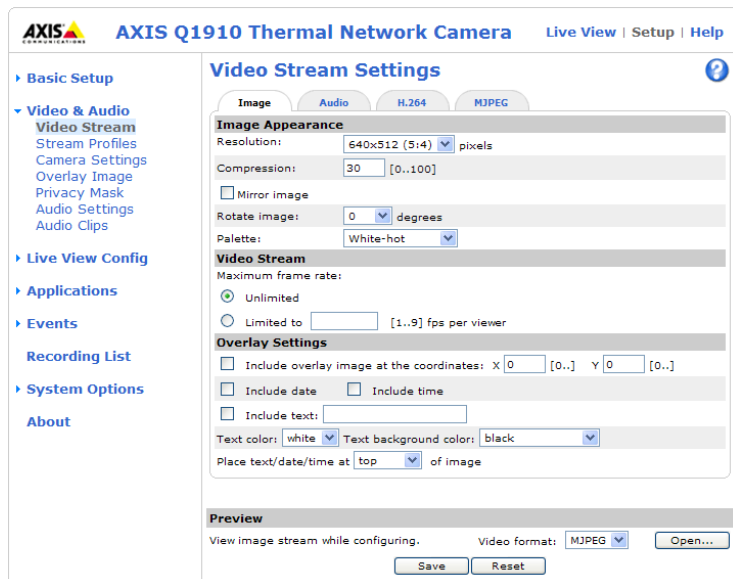 AXIS
COMMUNICATIONS
AXIS Q1910 Thermal Network Camera
Live View | Setup | Help
Basic Setup
Video & Audio
Video Stream
Stream Profiles
Camera Settings
Overlay Image
Privacy Mask
Audio Settings
Audio Clips
Live View Config
Applications
Events
Recording List
System Options
About
Video Stream Settings
?
Image Audio H.264 MJPEG
Image Appearance
Resolution: 640x512 (5:4) pixels
Compression: 30 [0..100]
Mirror image
Rotate image: 0 degrees
Palette: White-hot
Video Stream
Maximum frame rate:
Unlimited
Limited to [1..9] fps per viewer
Overlay Settings
Include overlay image at the coordinates: X 0 [0..] Y 0 [0..]
Include date Include time
Include text:
Text color: white Text background color: black
Place text/date/time at top of image
Preview
View image stream while configuring. Video format: MJPEG Open...
Save Reset